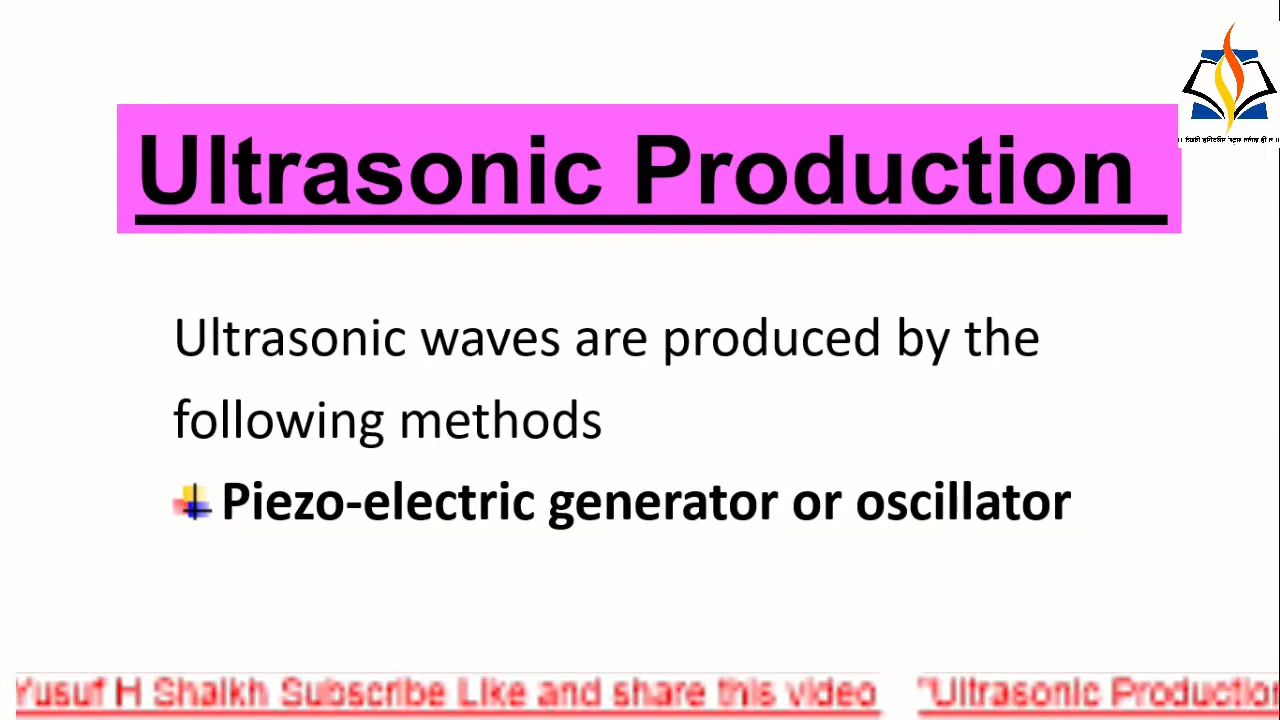 Ultrasonic Production
Ultrasonic waves are produced by the
following methods
Piezo-electric generator or oscillator
Yusuf H Shaikh Subscribe Like and share this video "Ultrasonic Production